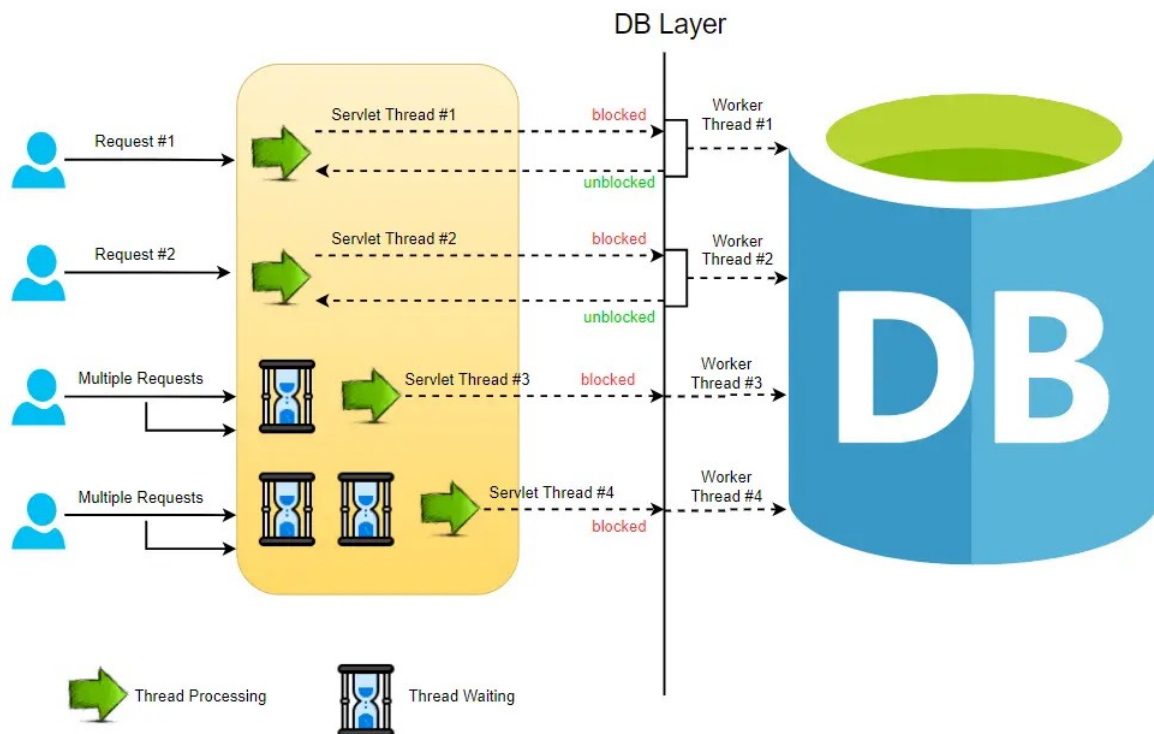 DB Layer
Request #1
Servlet Thread #1
blocked
unblocked
Worker
Thread #1
Request #2
Servlet Thread #2
blocked
unblocked
Worker
Thread #2
Multiple Requests
Servlet Thread #3
blocked
Worker
Thread #3
Multiple Requests
Servlet Thread #4
blocked
Worker
Thread #4
DB
Thread Processing
Thread Waiting